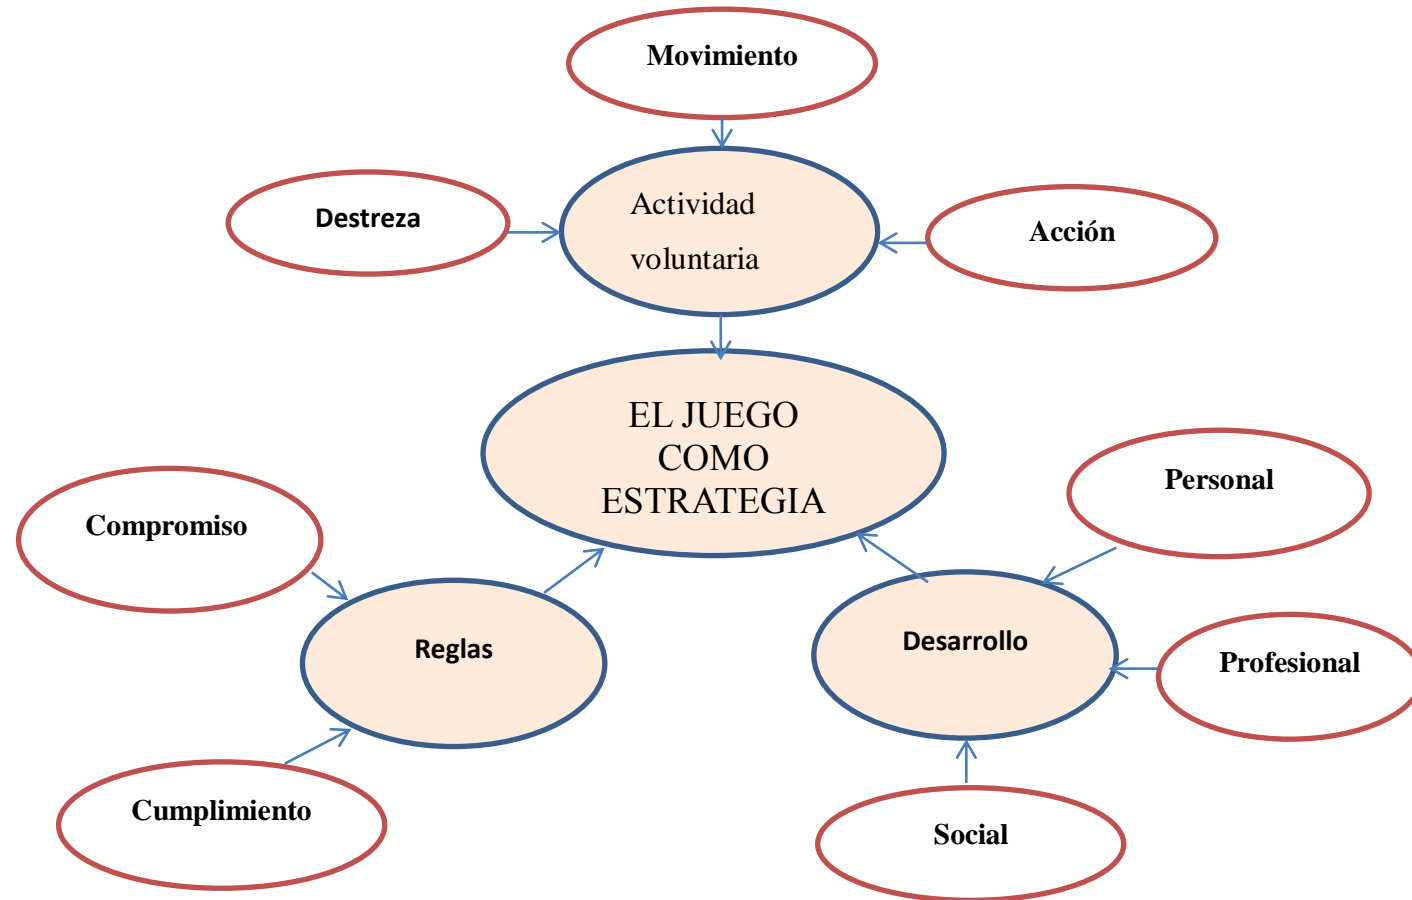 Movimiento
Destreza
Actividad
voluntaria
Acción
EL JUEGO
COMO
ESTRATEGIA
Personal
Compromiso
Reglas
Desarrollo
Profesional
Cumplimiento
Social